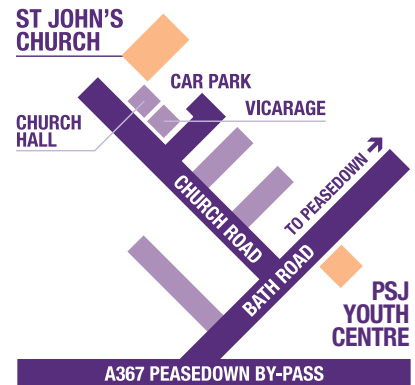 ST JOHN'S
CHURCH
CAR PARK
VICARAGE
CHURCH
HALL
TO PEASEDOWN
CHURCH ROAD
BATH ROAD
PSJ
YOUTH
CENTRE
A367 PEASEDOWN BY-PASS